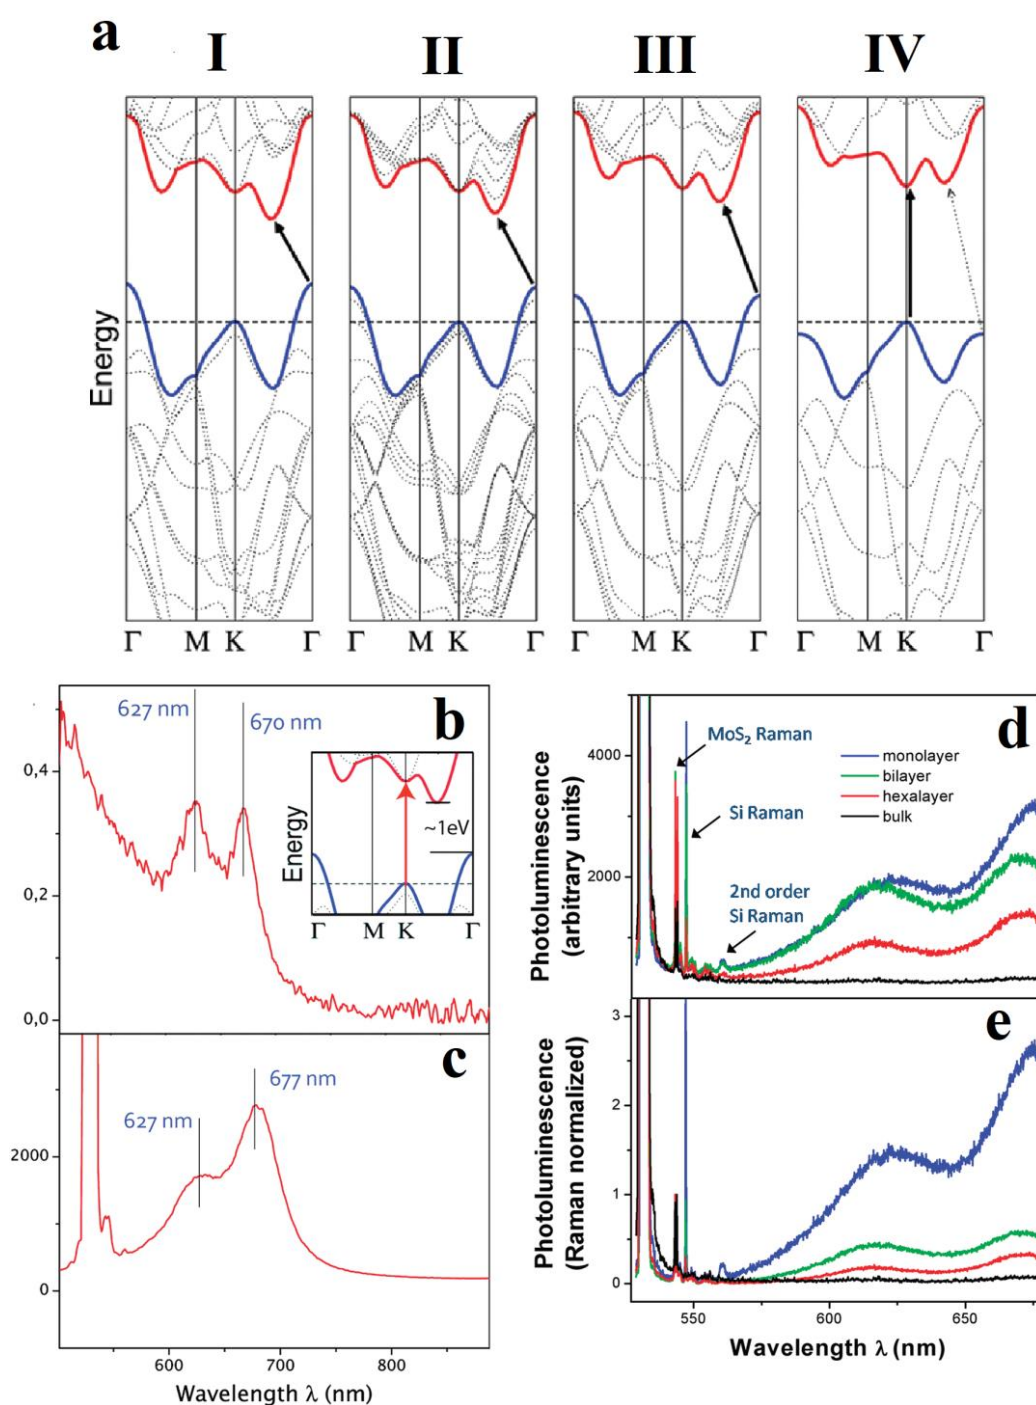 a
I II III IV
Energy
Γ M K Γ Γ M K Γ Γ M K Γ Γ M K Γ
b
627 nm
670 nm
0,4
0,2
0,0
Energy
~1eV
Γ M K Γ
c
627 nm
677 nm
2000
0
600 700 800
Wavelength λ (nm)
d
Photoluminescence
(arbitrary units)
4000
2000
MoS₂ Raman
Si Raman
2nd order
Si Raman
monolayer
bilayer
hexalayer
bulk
e
Photoluminescence
(Raman normalized)
3
2
1
0
550 600 650
Wavelength λ (nm)